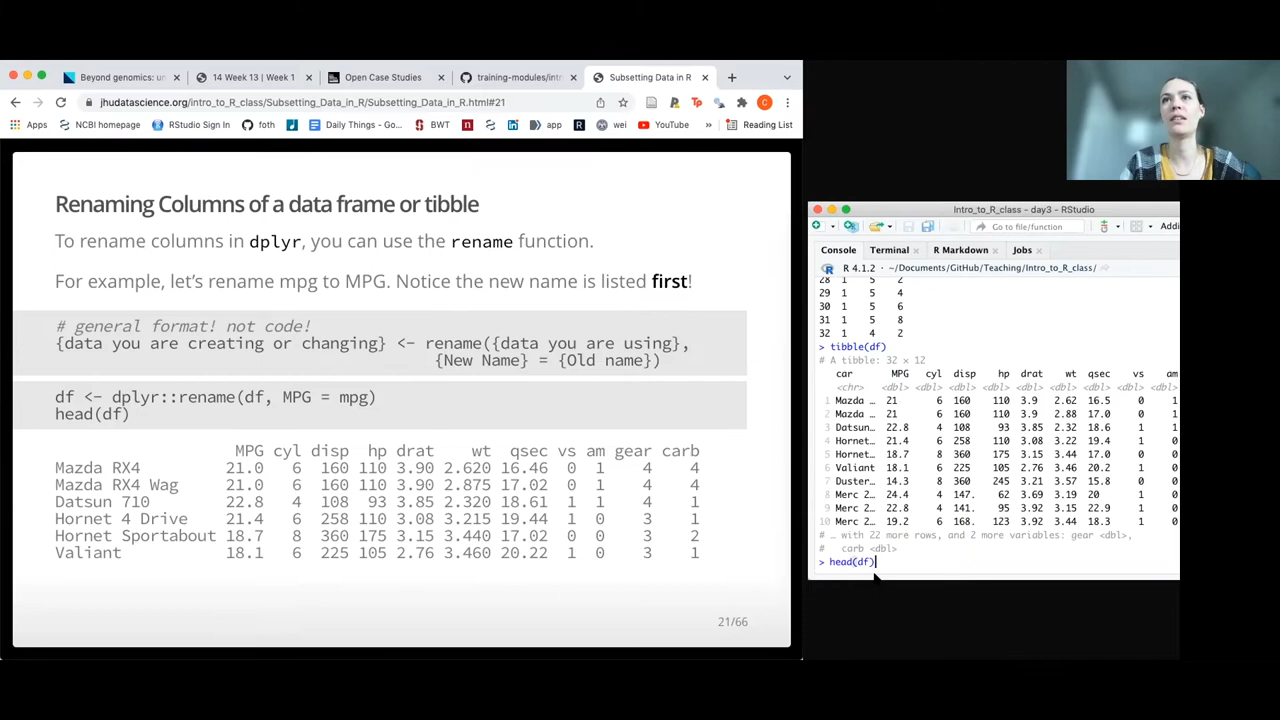 Beyond genomics: un
14 Week 13 | Week 1
Open Case Studies
training-modules/intr
Subsetting Data in R
jhudatascience.org/intro_to_R_class/Subsetting_Data_in_R/Subsetting_Data_in_R.html#21
Apps NCBI homepage RStudio Sign In foth Daily Things - Go... BWT app wei YouTube » Reading List
Renaming Columns of a data frame or tibble
To rename columns in dplyr, you can use the rename function.
For example, let's rename mpg to MPG. Notice the new name is listed first!
# general format! not code!
{data you are creating or changing} <- rename({data you are using},
{New Name} = {Old name})
df <- dplyr::rename(df, MPG = mpg)
head(df)
MPG cyl disp hp drat wt qsec vs am gear carb
Mazda RX4 21.0 6 160 110 3.90 2.620 16.46 0 1 4 4
Mazda RX4 Wag 21.0 6 160 110 3.90 2.875 17.02 0 1 4 4
Datsun 710 22.8 4 108 93 3.85 2.320 18.61 1 1 4 1
Hornet 4 Drive 21.4 6 258 110 3.08 3.215 19.44 1 0 3 1
Hornet Sportabout 18.7 8 360 175 3.15 3.440 17.02 0 0 3 2
Valiant 18.1 6 225 105 2.76 3.460 20.22 1 0 3 1
21/66
Intro_to_R_class - day3 - RStudio
Go to file/function
Addi
Console Terminal R Markdown Jobs
R 4.1.2 · ~/Documents/GitHub/Teaching/Intro_to_R_class/
28 1 5 2
29 1 5 4
30 1 5 6
31 1 5 8
32 1 4 2
> tibble(df)
# A tibble: 32 × 12
car MPG cyl disp hp drat wt qsec vs am
<chr> <dbl> <dbl> <dbl> <dbl> <dbl> <dbl> <dbl> <dbl> <dbl>
1 Mazda … 21 6 160 110 3.9 2.62 16.5 0 1
2 Mazda … 21 6 160 110 3.9 2.88 17.0 0 1
3 Datsun… 22.8 4 108 93 3.85 2.32 18.6 1 1
4 Hornet… 21.4 6 258 110 3.08 3.22 19.4 1 0
5 Hornet… 18.7 8 360 175 3.15 3.44 17.0 0 0
6 Valiant 18.1 6 225 105 2.76 3.46 20.2 1 0
7 Duster… 14.3 8 360 245 3.21 3.57 15.8 0 0
8 Merc 2… 24.4 4 147. 62 3.69 3.19 20 1 0
9 Merc 2… 22.8 4 141. 95 3.92 3.15 22.9 1 0
10 Merc 2… 19.2 6 168. 123 3.92 3.44 18.3 1 0
# … with 22 more rows, and 2 more variables: gear <dbl>,
# carb <dbl>
> head(df)